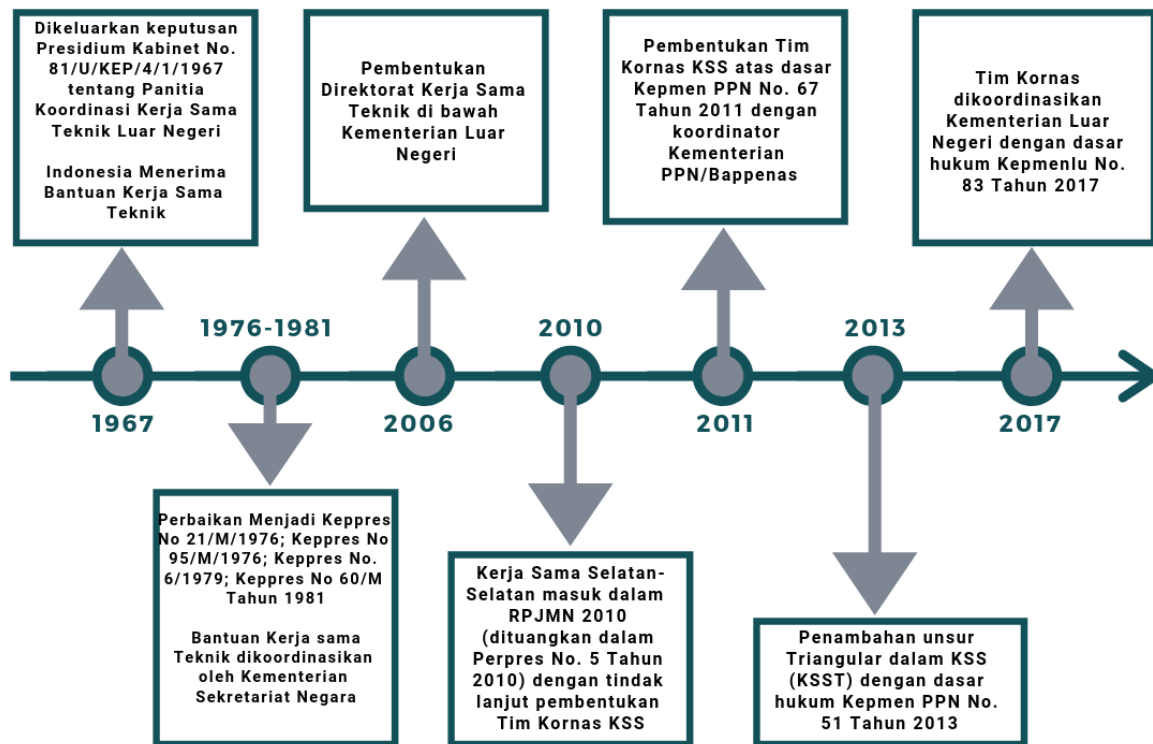 Dikeluarkan keputusan
Presidium Kabinet No.
81/U/KEP/4/1/1967
tentang Panitia
Koordinasi Kerja Sama
Teknik Luar Negeri
Indonesia Menerima
Bantuan Kerja Sama
Teknik
Pembentukan
Direktorat Kerja Sama
Teknik di bawah
Kementerian Luar
Negeri
Pembentukan Tim
Kornas KSS atas dasar
Kepmen PPN No. 67
Tahun 2011 dengan
koordinator
Kementerian
PPN/Bappenas
Tim Kornas
dikoordinasikan
Kementerian Luar
Negeri dengan dasar
hukum Kepmenlu No.
83 Tahun 2017
1967
1976-1981
2006
2010
2011
2013
2017
Perbaikan Menjadi Keppres
No 21/M/1976; Keppres No
95/M/1976; Keppres No.
6/1979; Keppres No 60/M
Tahun 1981
Bantuan Kerja sama
Teknik dikoordinasikan
oleh Kementerian
Sekretariat Negara
Kerja Sama Selatan-
Selatan masuk dalam
RPJMN 2010
(dituangkan dalam
Perpres No. 5 Tahun
2010) dengan tindak
lanjut pembentukan
Tim Kornas KSS
Penambahan unsur
Triangular dalam KSS
(KSST) dengan dasar
hukum Kepmen PPN No.
51 Tahun 2013